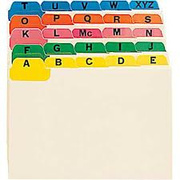 T U V W XYZ
O P Q R S
K L Mc M N
F G H I J
A B C D E